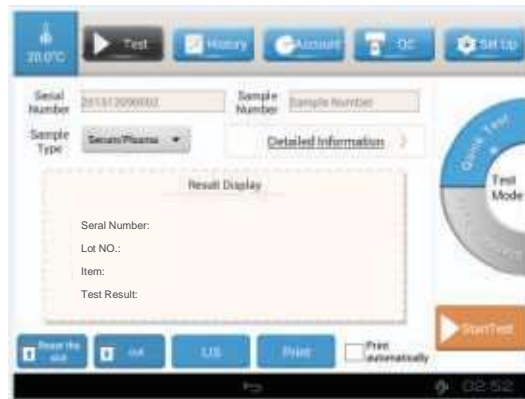 20.0°C
Test
History
Account
QC
Set Up
Serial Number
Sample Number
Sample Number
Sample Type
Serum/Plasma
Detailed Information
Quick Test
Test Mode
Result Display
Seral Number:
Lot NO.:
Item:
Test Result:
StartTest
out
LIS
Print
Print automatically
02:52